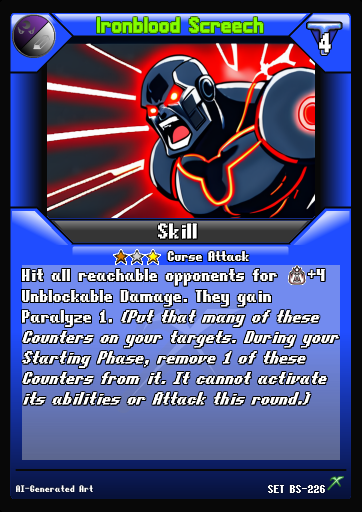 Ironblood Screech
4
Skill
Curse Attack
Hit all reachable opponents for +4
Unblockable Damage. They gain
Paralyze 1. (Put that many of these
Counters on your targets. During your
Starting Phase, remove 1 of these
Counters from it. It cannot activate
its abilities or Attack this round.)
AI-Generated Art
SET BS-226